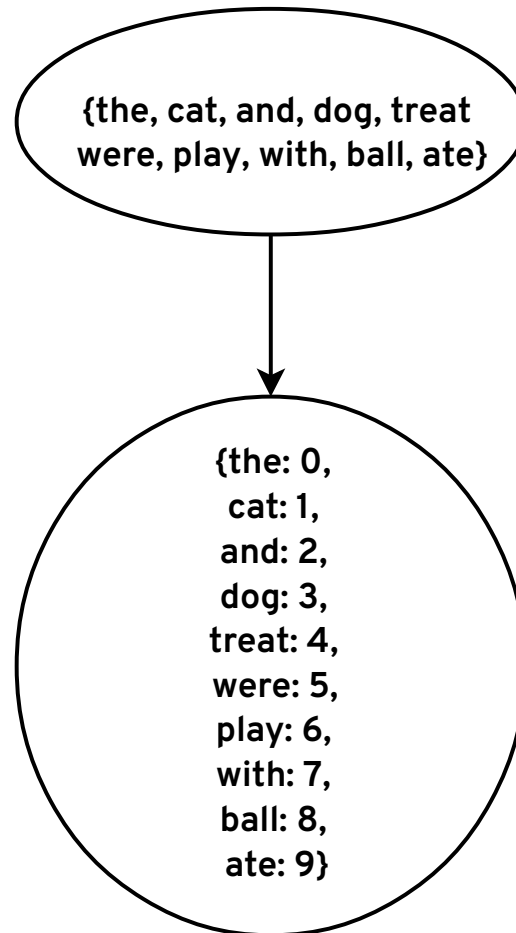 {the, cat, and, dog, treat
were, play, with, ball, ate}
{the: 0,
cat: 1,
and: 2,
dog: 3,
treat: 4,
were: 5,
play: 6,
with: 7,
ball: 8,
ate: 9}